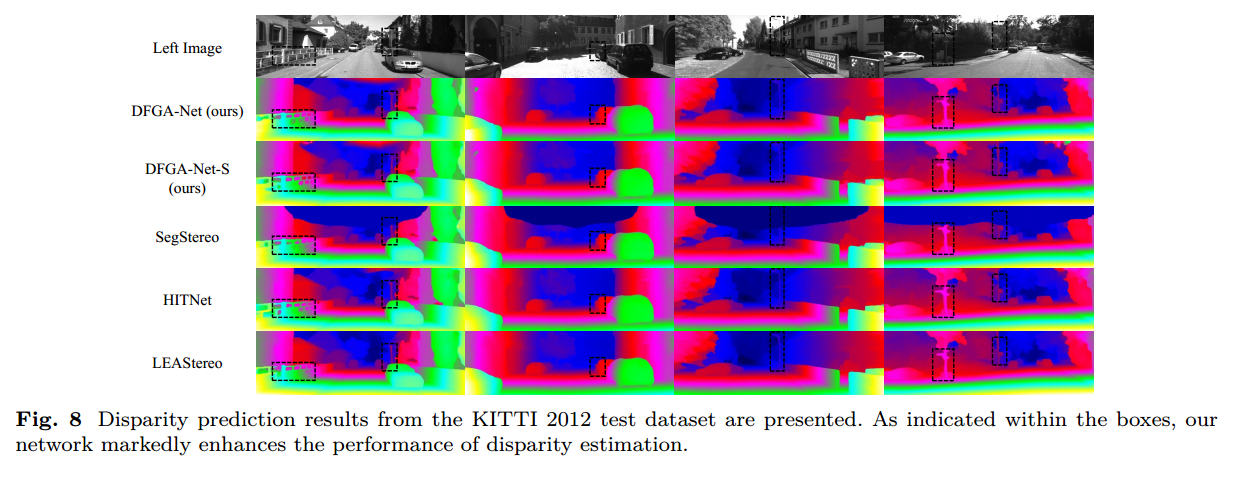 Left Image
DFGA-Net (ours)
DFGA-Net-S
(ours)
SegStereo
HITNet
LEAStereo
Fig. 8 Disparity prediction results from the KITTI 2012 test dataset are presented. As indicated within the boxes, our
network markedly enhances the performance of disparity estimation.